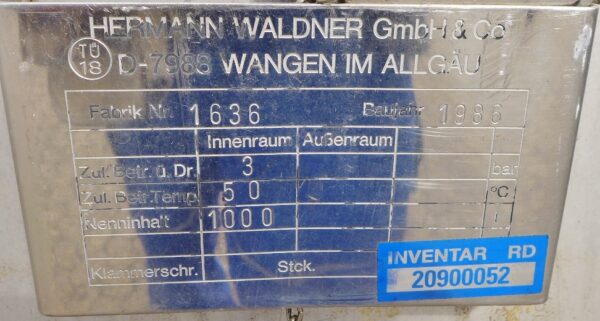 HERMANN WALDNER GmbH & Co
TÜ
18
D-7988 WANGEN IM ALLGÄU
Fabrik Nr. 1636 Baujahr 1986
Innenraum Außenraum
Zul. Betr. ü. Dr. 3 bar
Zul. Betr. Temp. 50 °C
Nenninhalt 1000 l
Klammerschr. Stck.
INVENTAR RD
20900052